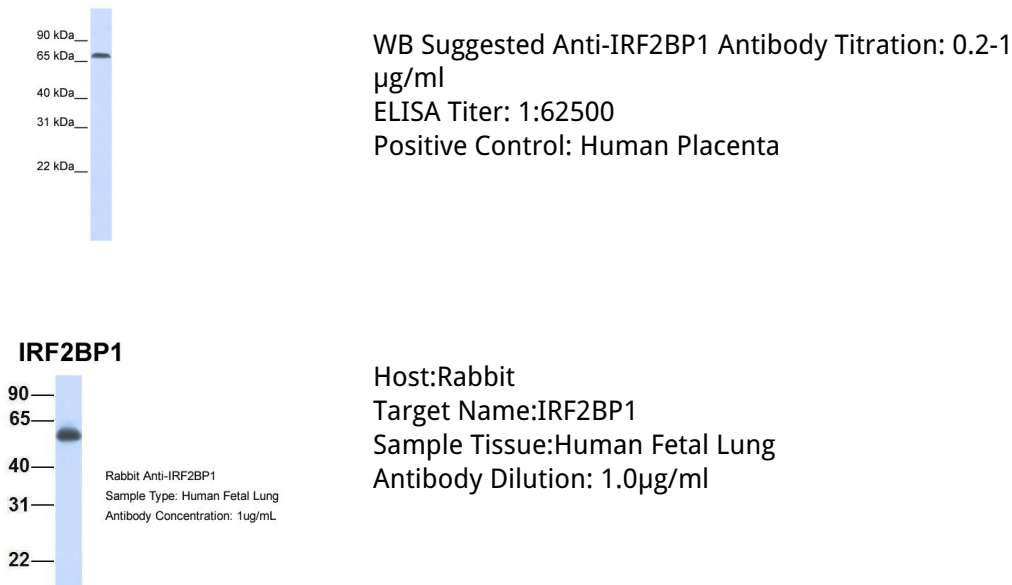 90 kDa
65 kDa
40 kDa
31 kDa
22 kDa
WB Suggested Anti-IRF2BP1 Antibody Titration: 0.2-1
µg/ml
ELISA Titer: 1:62500
Positive Control: Human Placenta
IRF2BP1
90
65
40
31
22
Rabbit Anti-IRF2BP1
Sample Type: Human Fetal Lung
Antibody Concentration: 1ug/mL
Host:Rabbit
Target Name:IRF2BP1
Sample Tissue:Human Fetal Lung
Antibody Dilution: 1.0µg/ml